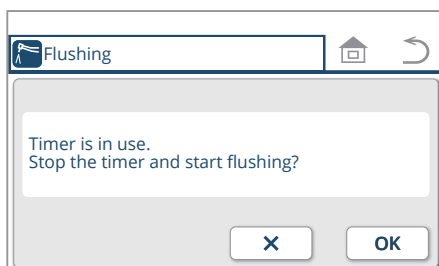 Flushing
Timer is in use.
Stop the timer and start flushing?
OK